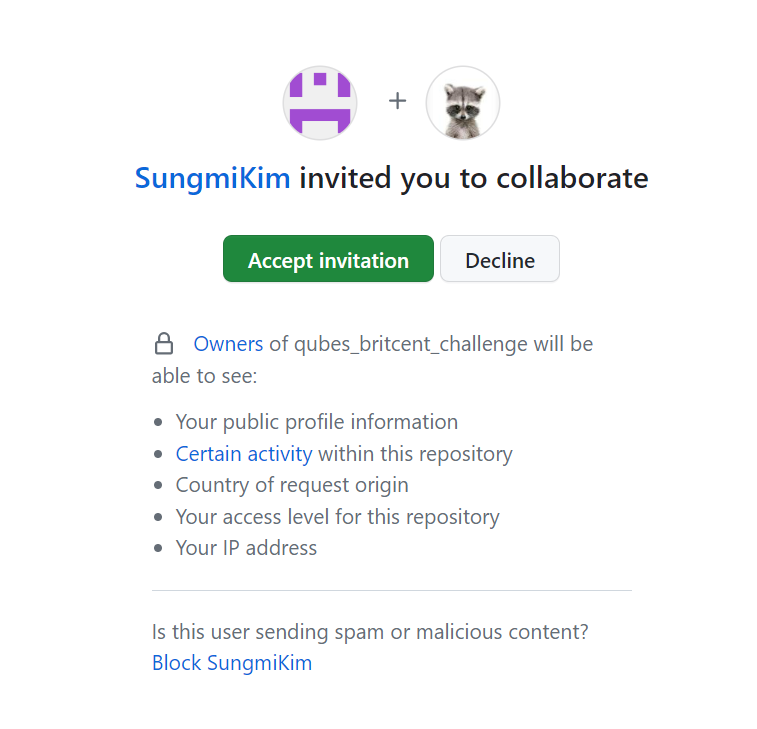 SungmiKim invited you to collaborate
Accept invitation
Decline
Owners of qubes_britcent_challenge will be
able to see:
Your public profile information
Certain activity within this repository
Country of request origin
Your access level for this repository
Your IP address
Is this user sending spam or malicious content?
Block SungmiKim